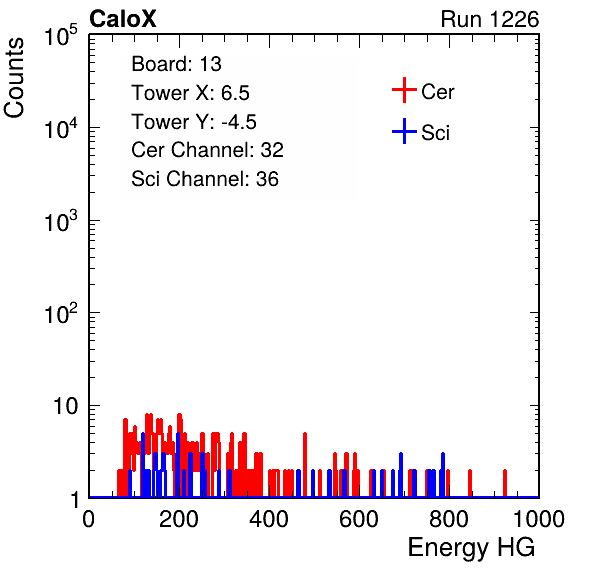 CaloX Run 1226
Counts
10^5
10^4
10^3
10^2
10
1
Board: 13
Tower X: 6.5
Tower Y: -4.5
Cer Channel: 32
Sci Channel: 36
Cer
Sci
0 200 400 600 800 1000
Energy HG